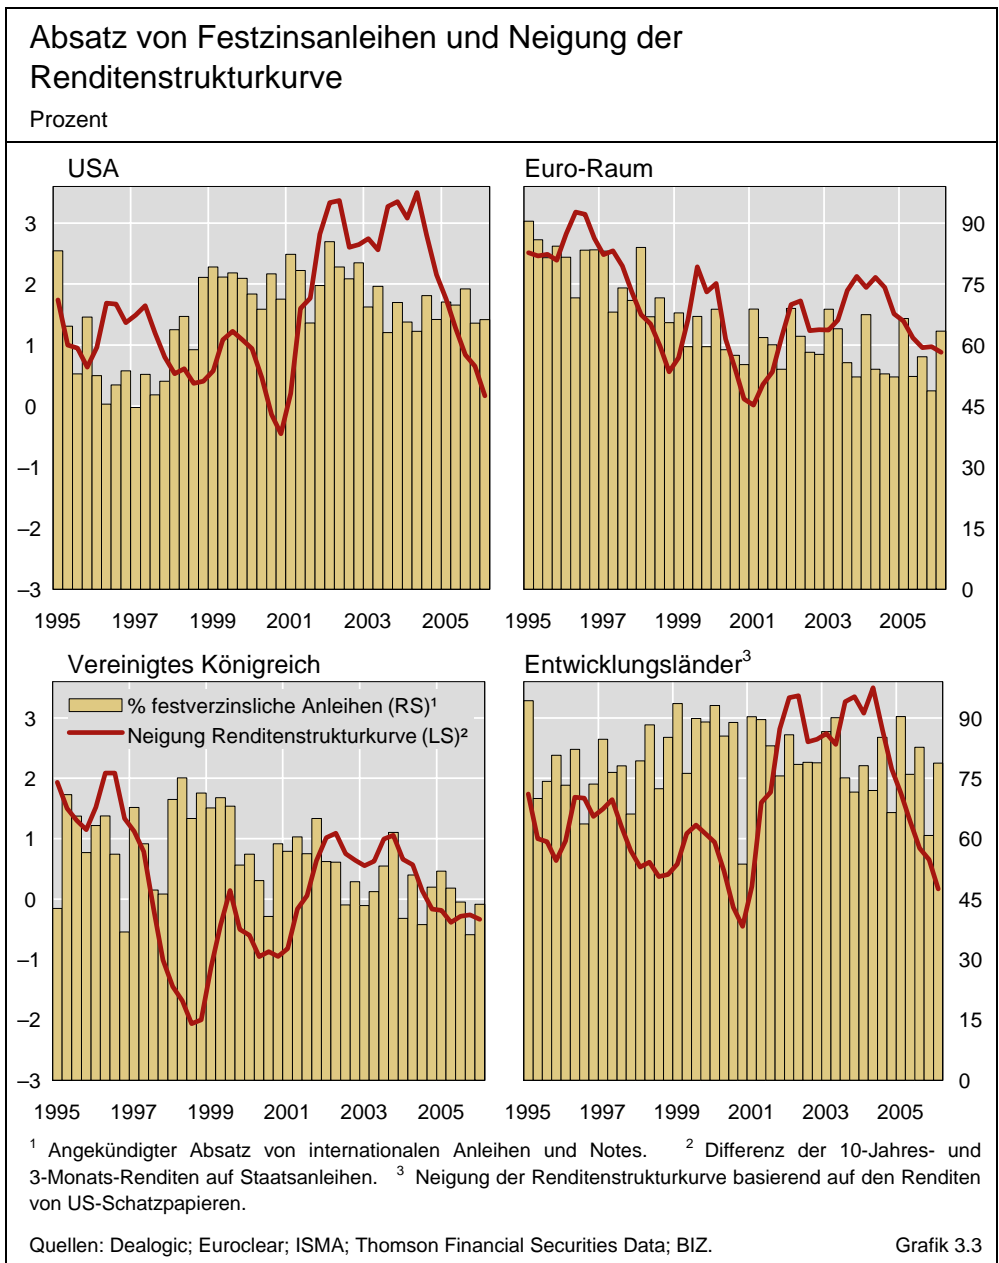 Absatz von Festzinsanleihen und Neigung der
Renditenstrukturkurve
Prozent
USA
Euro-Raum
3
2
1
0
–1
–2
–3
90
75
60
45
30
15
0
1995 1997 1999 2001 2003 2005
1995 1997 1999 2001 2003 2005
Vereinigtes Königreich
Entwicklungsländer³
% festverzinsliche Anleihen (RS)¹
Neigung Renditenstrukturkurve (LS)²
3
2
1
0
–1
–2
–3
90
75
60
45
30
15
0
1995 1997 1999 2001 2003 2005
1995 1997 1999 2001 2003 2005
¹ Angekündigter Absatz von internationalen Anleihen und Notes. ² Differenz der 10-Jahres- und
3-Monats-Renditen auf Staatsanleihen. ³ Neigung der Renditenstrukturkurve basierend auf den Renditen
von US-Schatzpapieren.
Quellen: Dealogic; Euroclear; ISMA; Thomson Financial Securities Data; BIZ. Grafik 3.3